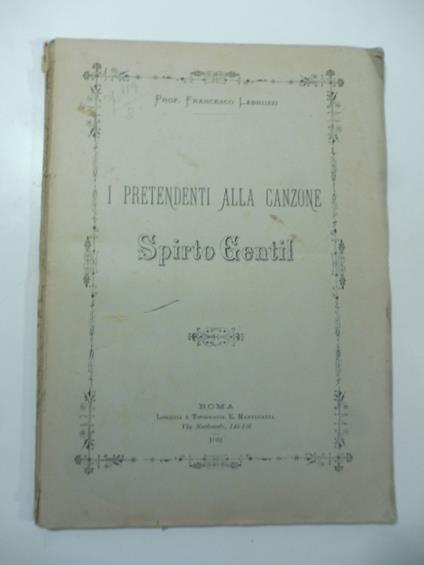 Prof. Francesco Labruzzi
I PRETENDENTI ALLA CANZONE
Spirto Gentil
ROMA
Libreria e Tipografia E. Mantegazza
Via Nazionale,